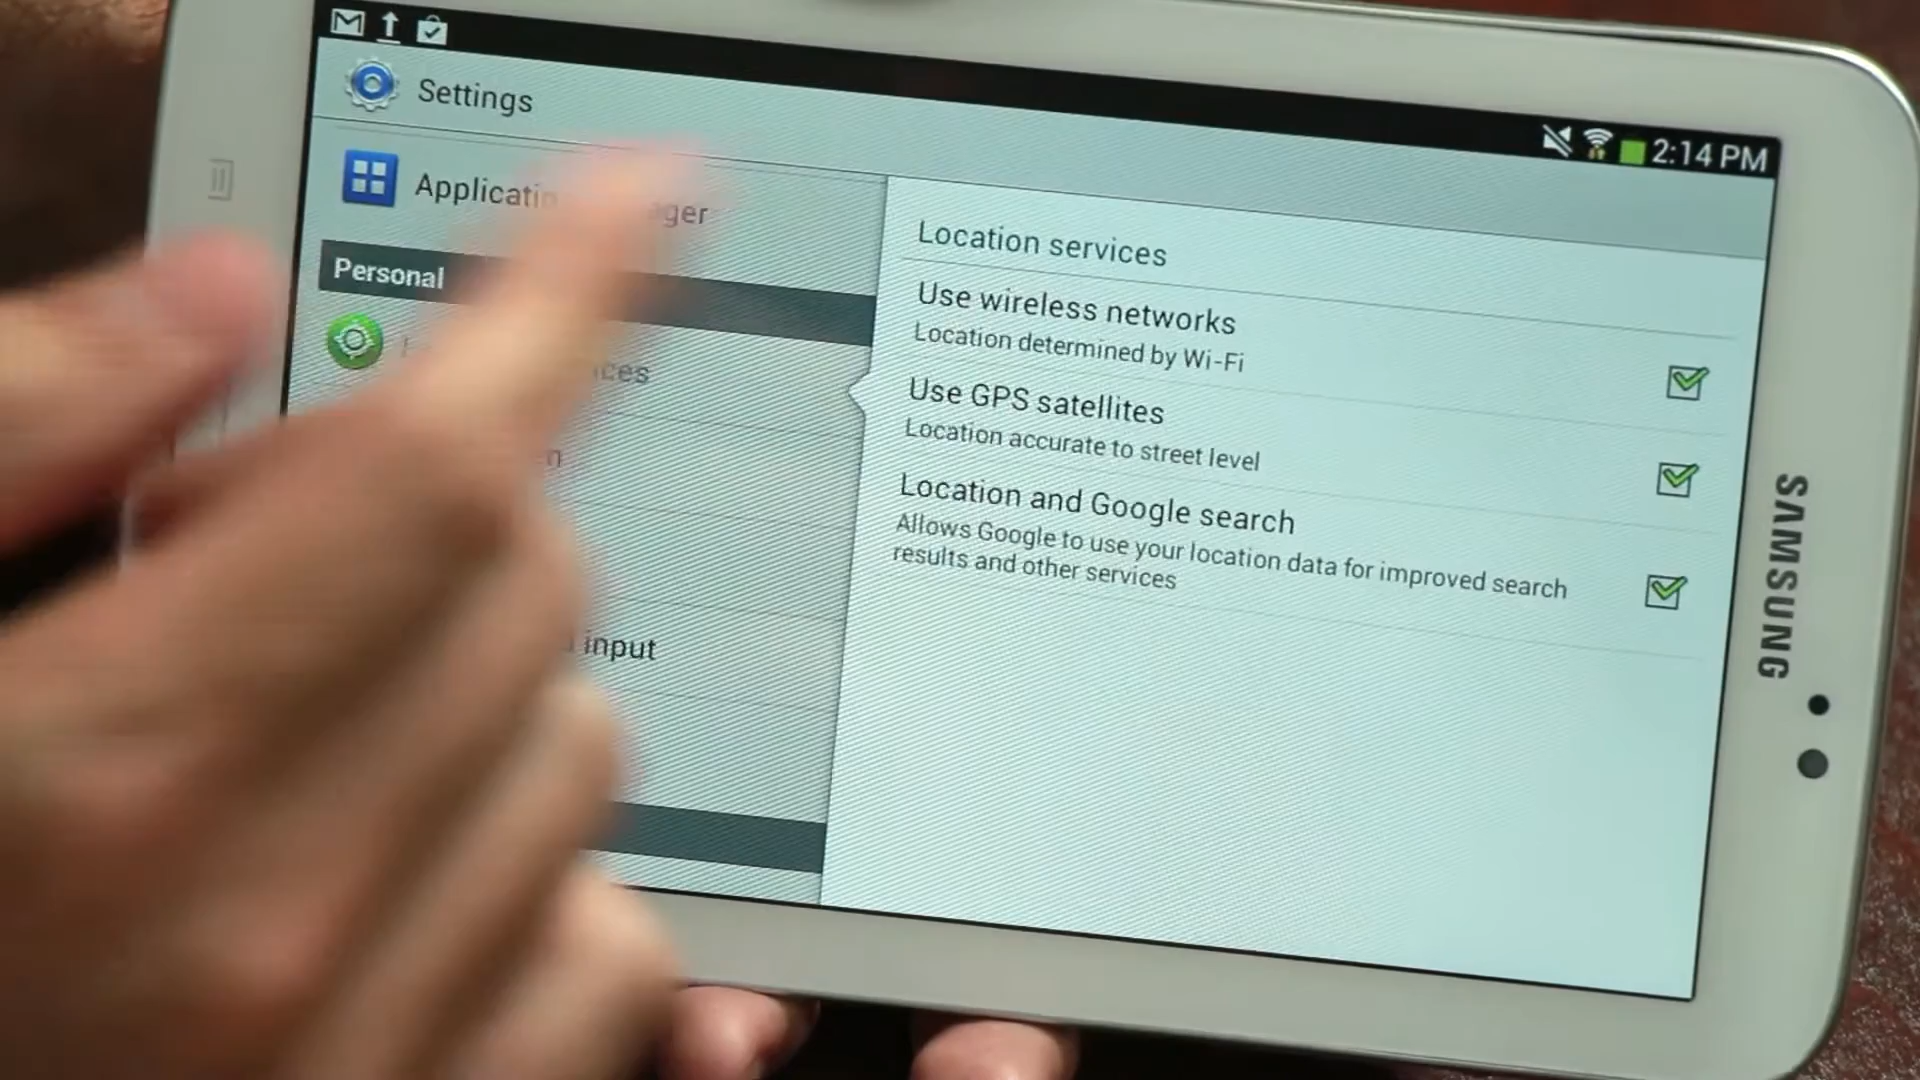 2:14 PM
Settings
Personal
input
Location services
Use wireless networks
Location determined by Wi-Fi
Use GPS satellites
Location accurate to street level
Location and Google search
Allows Google to use your location data for improved search
results and other services
SAMSUNG